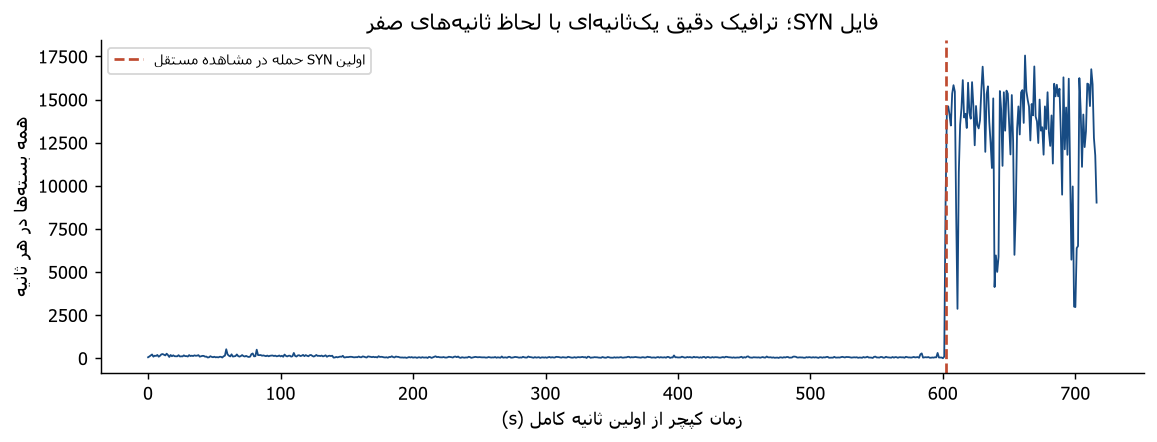 فایل SYN؛ ترافیک دقیق یک‌ثانیه‌ای با لحاظ ثانیه‌های صفر
اولین SYN حمله در مشاهده مستقل
همه بسته‌ها در هر ثانیه
17500
15000
12500
10000
7500
5000
2500
0
0 100 200 300 400 500 600 700
زمان کپچر از اولین ثانیه کامل (s)